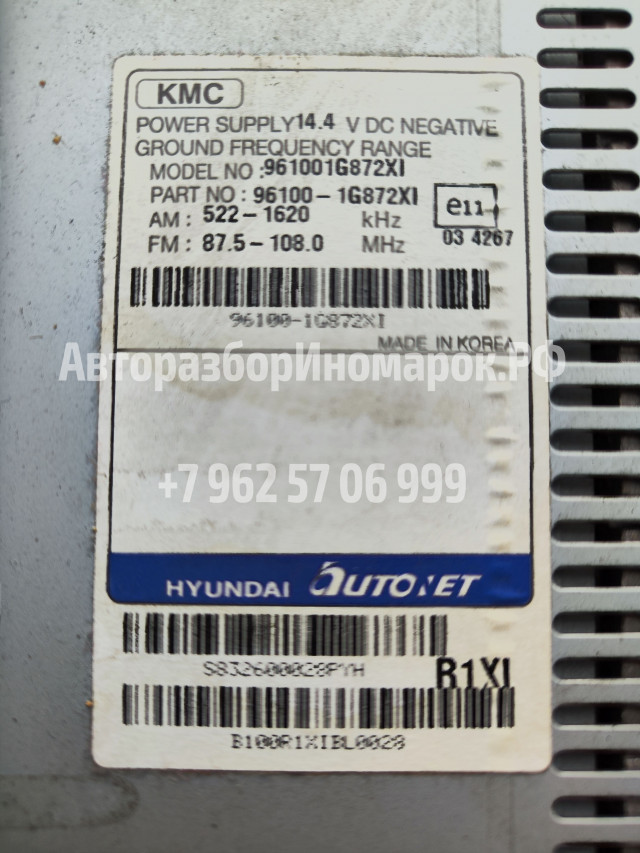 KMC
POWER SUPPLY14.4 V DC NEGATIVE
GROUND FREQUENCY RANGE
MODEL NO :961001G872XI
PART NO : 96100-1G872XI
e11
AM : 522-1620 kHz
03 4267
FM : 87.5-108.0 MHz
96100-1G872XI
MADE IN KOREA
АвторазборИномарок.РФ
+7 962 57 06 999
HYUNDAI AUTONET
S832600028PYH
R1XI
B100R1XIBL0028